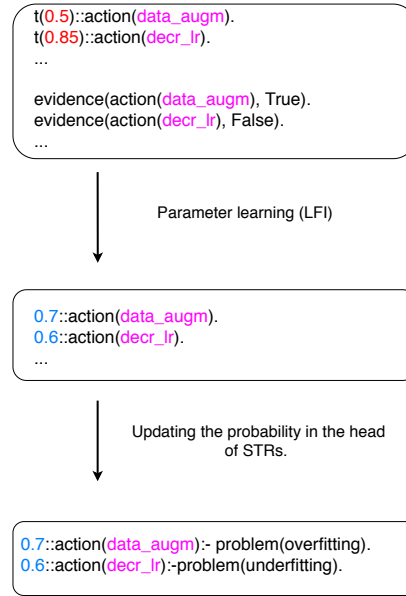 t(0.5)::action(data_augm).
t(0.85)::action(decr_lr).
...
evidence(action(data_augm), True).
evidence(action(decr_lr), False).
...
Parameter learning (LFI)
0.7::action(data_augm).
0.6::action(decr_lr).
...
Updating the probability in the head
of STRs.
0.7::action(data_augm):- problem(overfitting).
0.6::action(decr_lr):-problem(underfitting).